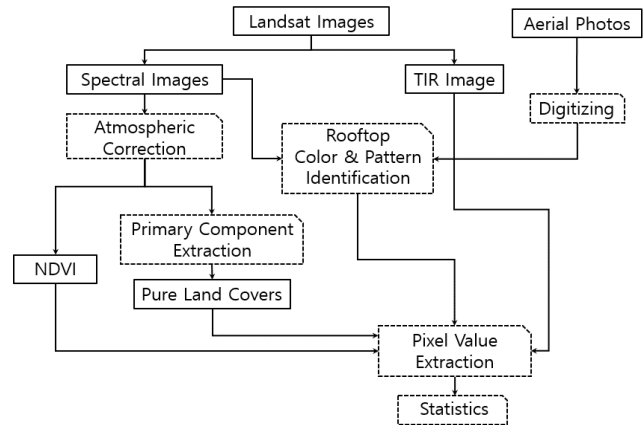 Landsat Images
Aerial Photos
Spectral Images
TIR Image
Digitizing
Atmospheric
Correction
Rooftop
Color & Pattern
Identification
Primary Component
Extraction
NDVI
Pure Land Covers
Pixel Value
Extraction
Statistics